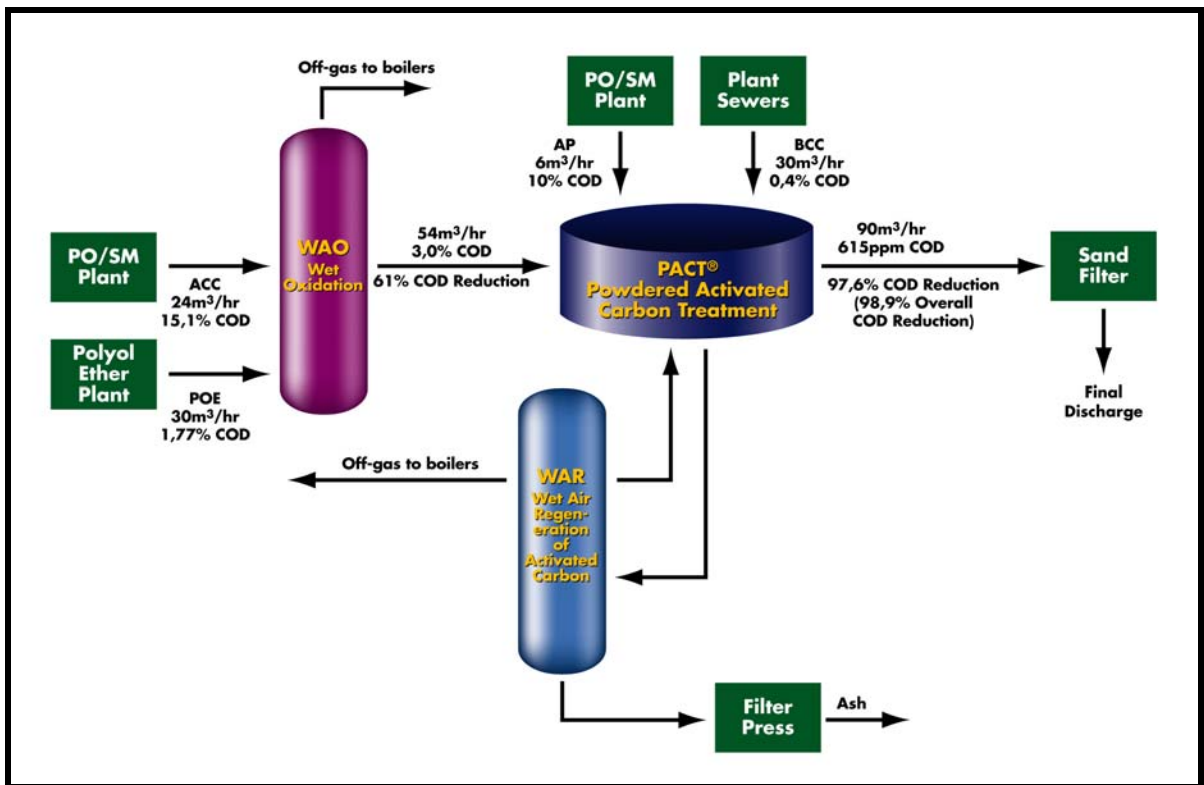 Off-gas to boilers
PO/SM
Plant
Plant
Sewers
AP
6m³/hr
10% COD
BCC
30m³/hr
0,4% COD
WAO
Wet
Oxidation
PO/SM
Plant
ACC
24m³/hr
15,1% COD
54m³/hr
3,0% COD
61% COD Reduction
PACT®
Powdered Activated
Carbon Treatment
90m³/hr
615ppm COD
97,6% COD Reduction
(98,9% Overall
COD Reduction)
Sand
Filter
Polyol
Ether
Plant
POE
30m³/hr
1,77% COD
Final
Discharge
Off-gas to boilers
WAR
Wet Air
Regen-
eration
of
Activated
Carbon
Filter
Press
Ash